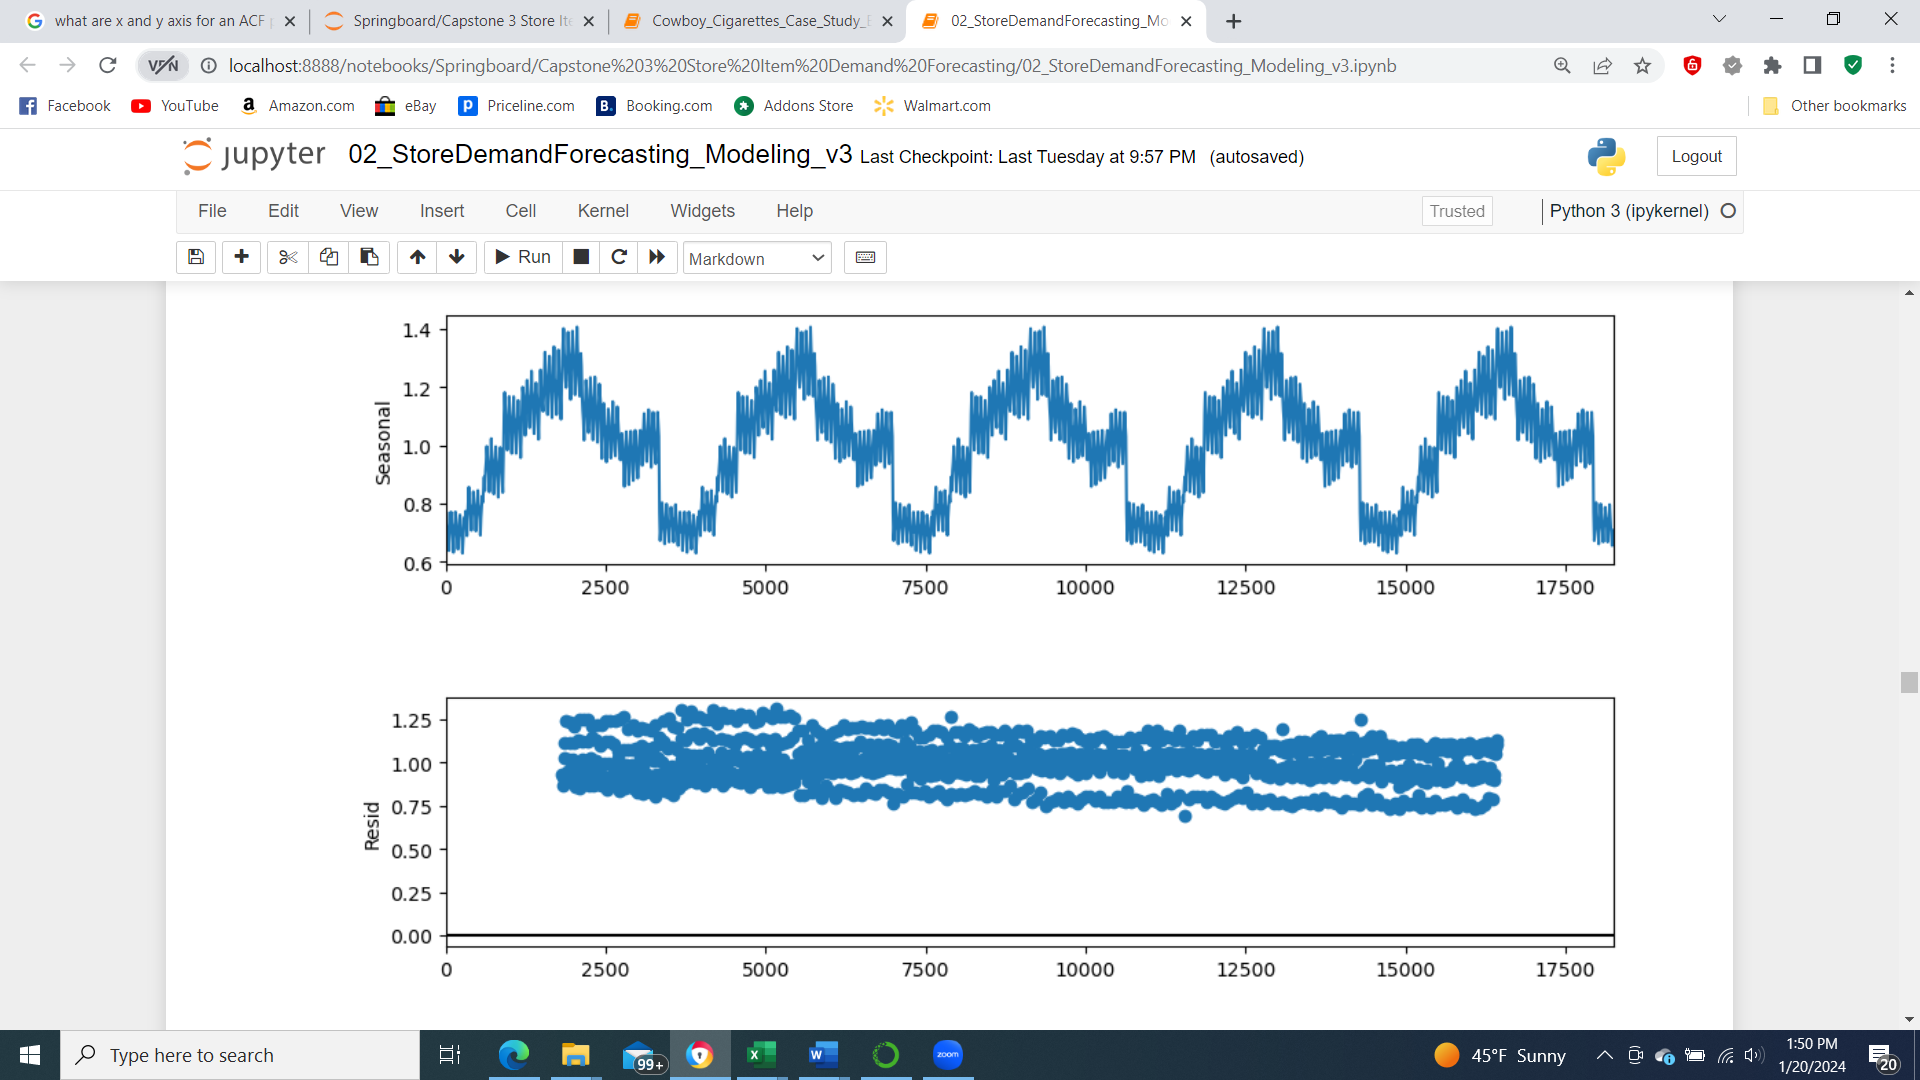 what are x and y axis for an ACF p
Springboard/Capstone 3 Store Ite
Cowboy_Cigarettes_Case_Study_E
02_StoreDemandForecasting_Mo
VPN
localhost:8888/notebooks/Springboard/Capstone%203%20Store%20Item%20Demand%20Forecasting/02_StoreDemandForecasting_Modeling_v3.ipynb
Facebook YouTube Amazon.com eBay Priceline.com Booking.com Addons Store Walmart.com Other bookmarks
jupyter 02_StoreDemandForecasting_Modeling_v3 Last Checkpoint: Last Tuesday at 9:57 PM (autosaved)
Logout
File Edit View Insert Cell Kernel Widgets Help Trusted Python 3 (ipykernel)
Run Markdown
Seasonal
1.4
1.2
1.0
0.8
0.6
0 2500 5000 7500 10000 12500 15000 17500
Resid
1.25
1.00
0.75
0.50
0.25
0.00
0 2500 5000 7500 10000 12500 15000 17500
Type here to search
99+
zoom
45°F Sunny
1:50 PM
1/20/2024
20